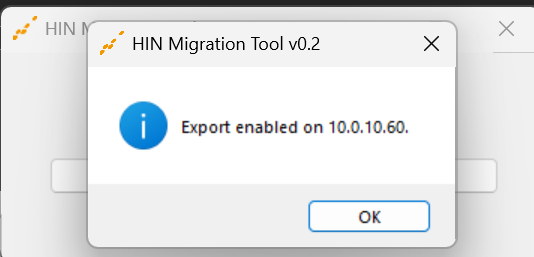 HIN M
HIN Migration Tool v0.2
Export enabled on 10.0.10.60.
OK